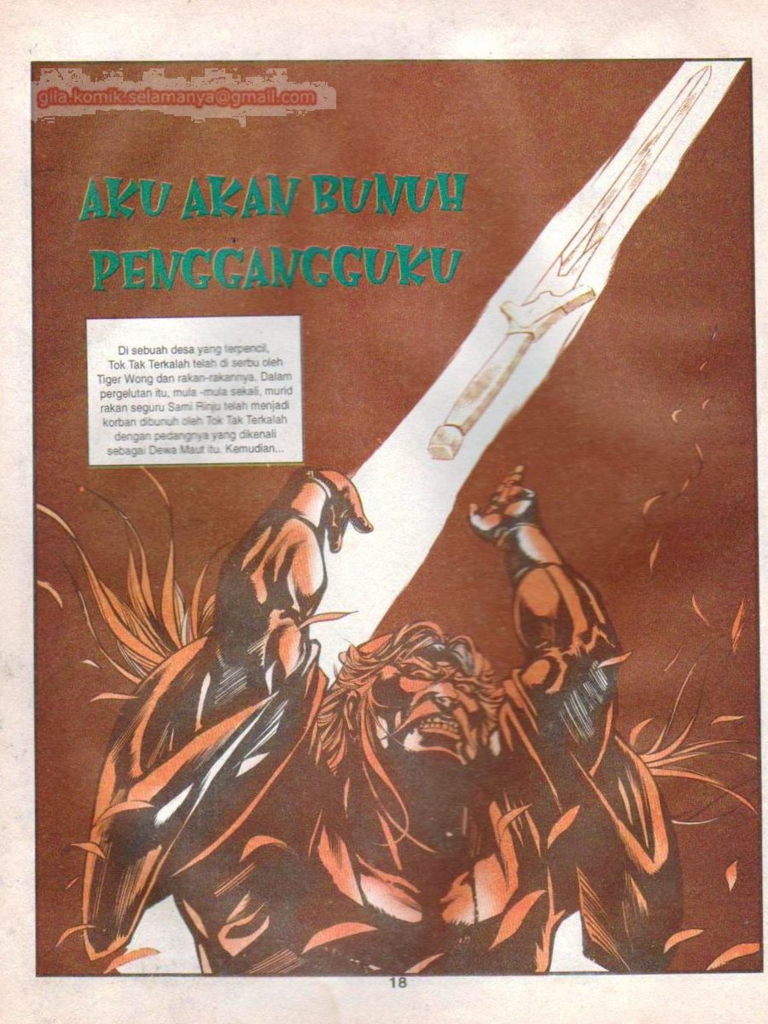 gila.komik.selamanya@gmail.com
AKU AKAN BUNUH
PENGGANGGUKU
Di sebuah desa yang terpencil,
Tok Tak Terkalah telah di serbu oleh
Tiger Wong dan rakan-rakannya. Dalam
pergelutan itu, mula -mula sekali, murid
rakan seguru Sami Rinju telah menjadi
korban dibunuh oleh Tok Tak Terkalah
dengan pedangnya yang dikenali
sebagai Dewa Maut itu. Kemudian...
18